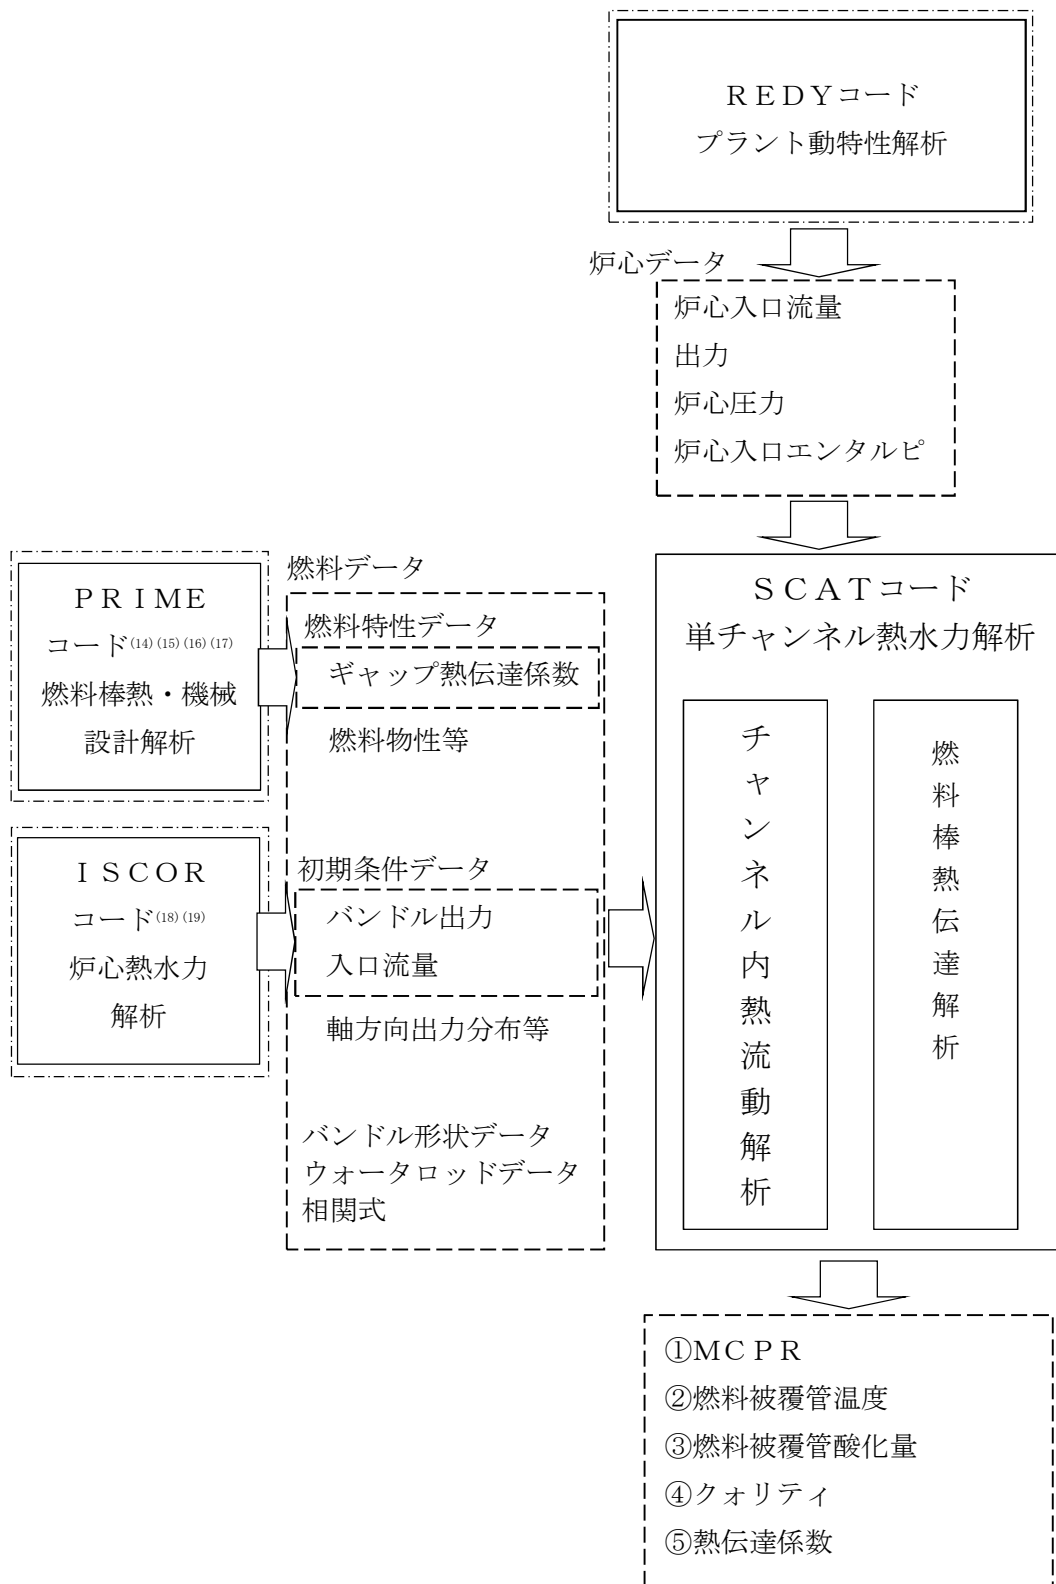 ＲＥＤＹコード
プラント動特性解析
炉心データ
炉心入口流量
出力
炉心圧力
炉心入口エンタルピ
ＰＲＩＭＥ
コード(14)(15)(16)(17)
燃料棒熱・機械
設計解析
ＩＳＣＯＲ
コード(18)(19)
炉心熱水力
解析
燃料データ
燃料特性データ
ギャップ熱伝達係数
燃料物性等
初期条件データ
バンドル出力
入口流量
軸方向出力分布等
バンドル形状データ
ウォータロッドデータ
相関式
ＳＣＡＴコード
単チャンネル熱水力解析
チャンネル内熱流動解析
燃料棒熱伝達解析
①ＭＣＰＲ
②燃料被覆管温度
③燃料被覆管酸化量
④クォリティ
⑤熱伝達係数